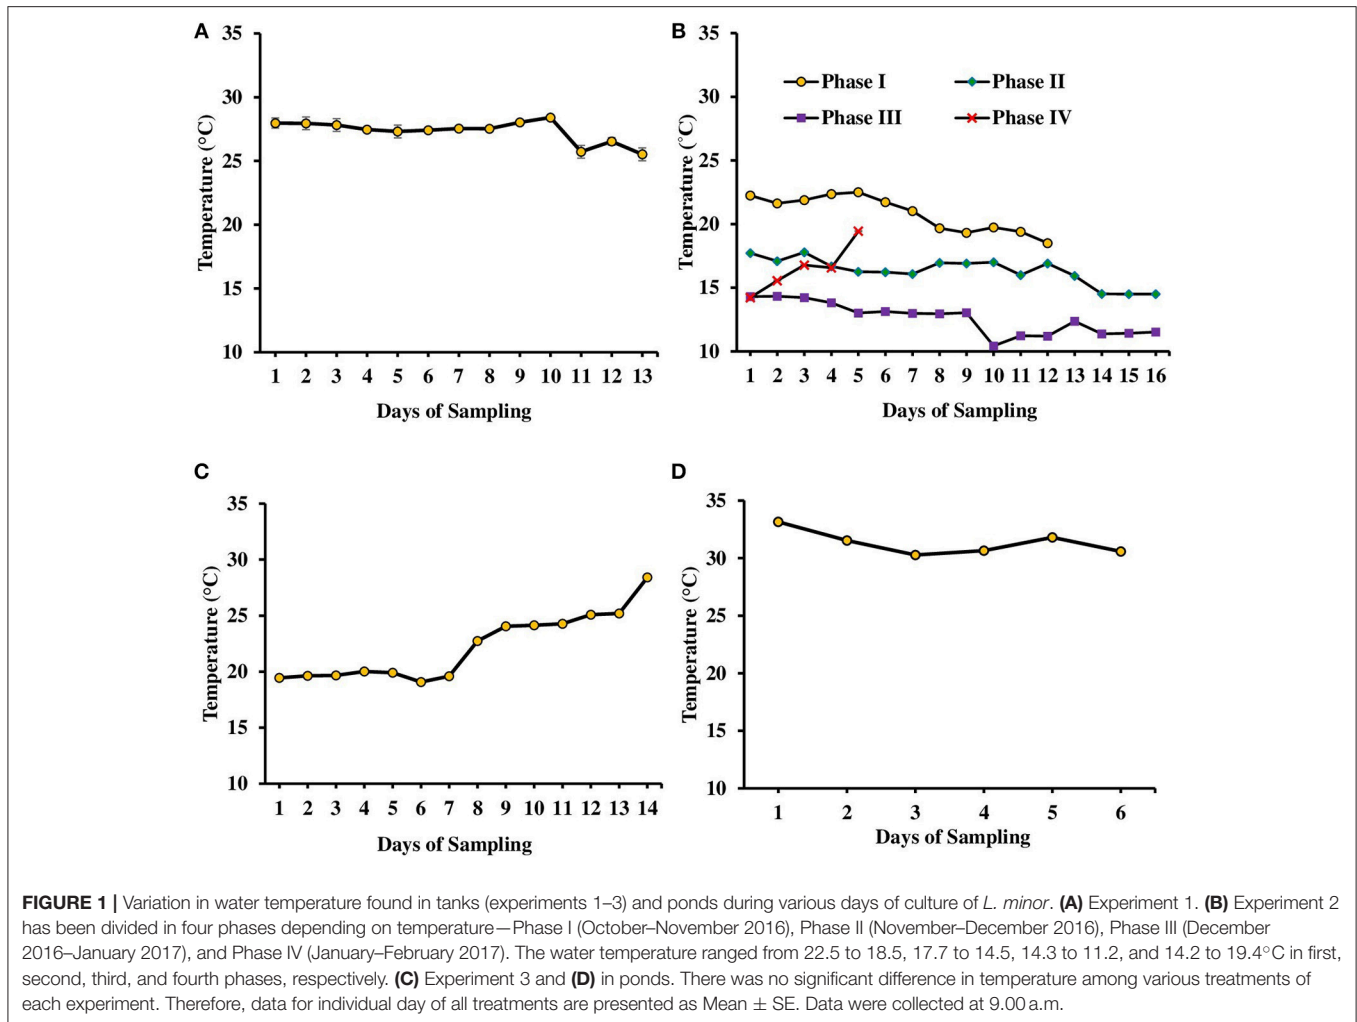 A
35
30
25
20
15
10
Temperature (°C)
1 2 3 4 5 6 7 8 9 10 11 12 13
Days of Sampling
B
35
30
25
20
15
10
Temperature (°C)
Phase I
Phase II
Phase III
Phase IV
1 2 3 4 5 6 7 8 9 10 11 12 13 14 15 16
Days of Sampling
C
35
30
25
20
15
10
Temperature (°C)
1 2 3 4 5 6 7 8 9 10 11 12 13 14
Days of Sampling
D
35
30
25
20
15
10
Temperature (°C)
1 2 3 4 5 6
Days of Sampling
FIGURE 1 | Variation in water temperature found in tanks (experiments 1–3) and ponds during various days of culture of L. minor. (A) Experiment 1. (B) Experiment 2
has been divided in four phases depending on temperature—Phase I (October–November 2016), Phase II (November–December 2016), Phase III (December
2016–January 2017), and Phase IV (January–February 2017). The water temperature ranged from 22.5 to 18.5, 17.7 to 14.5, 14.3 to 11.2, and 14.2 to 19.4°C in first,
second, third, and fourth phases, respectively. (C) Experiment 3 and (D) in ponds. There was no significant difference in temperature among various treatments of
each experiment. Therefore, data for individual day of all treatments are presented as Mean ± SE. Data were collected at 9.00 a.m.